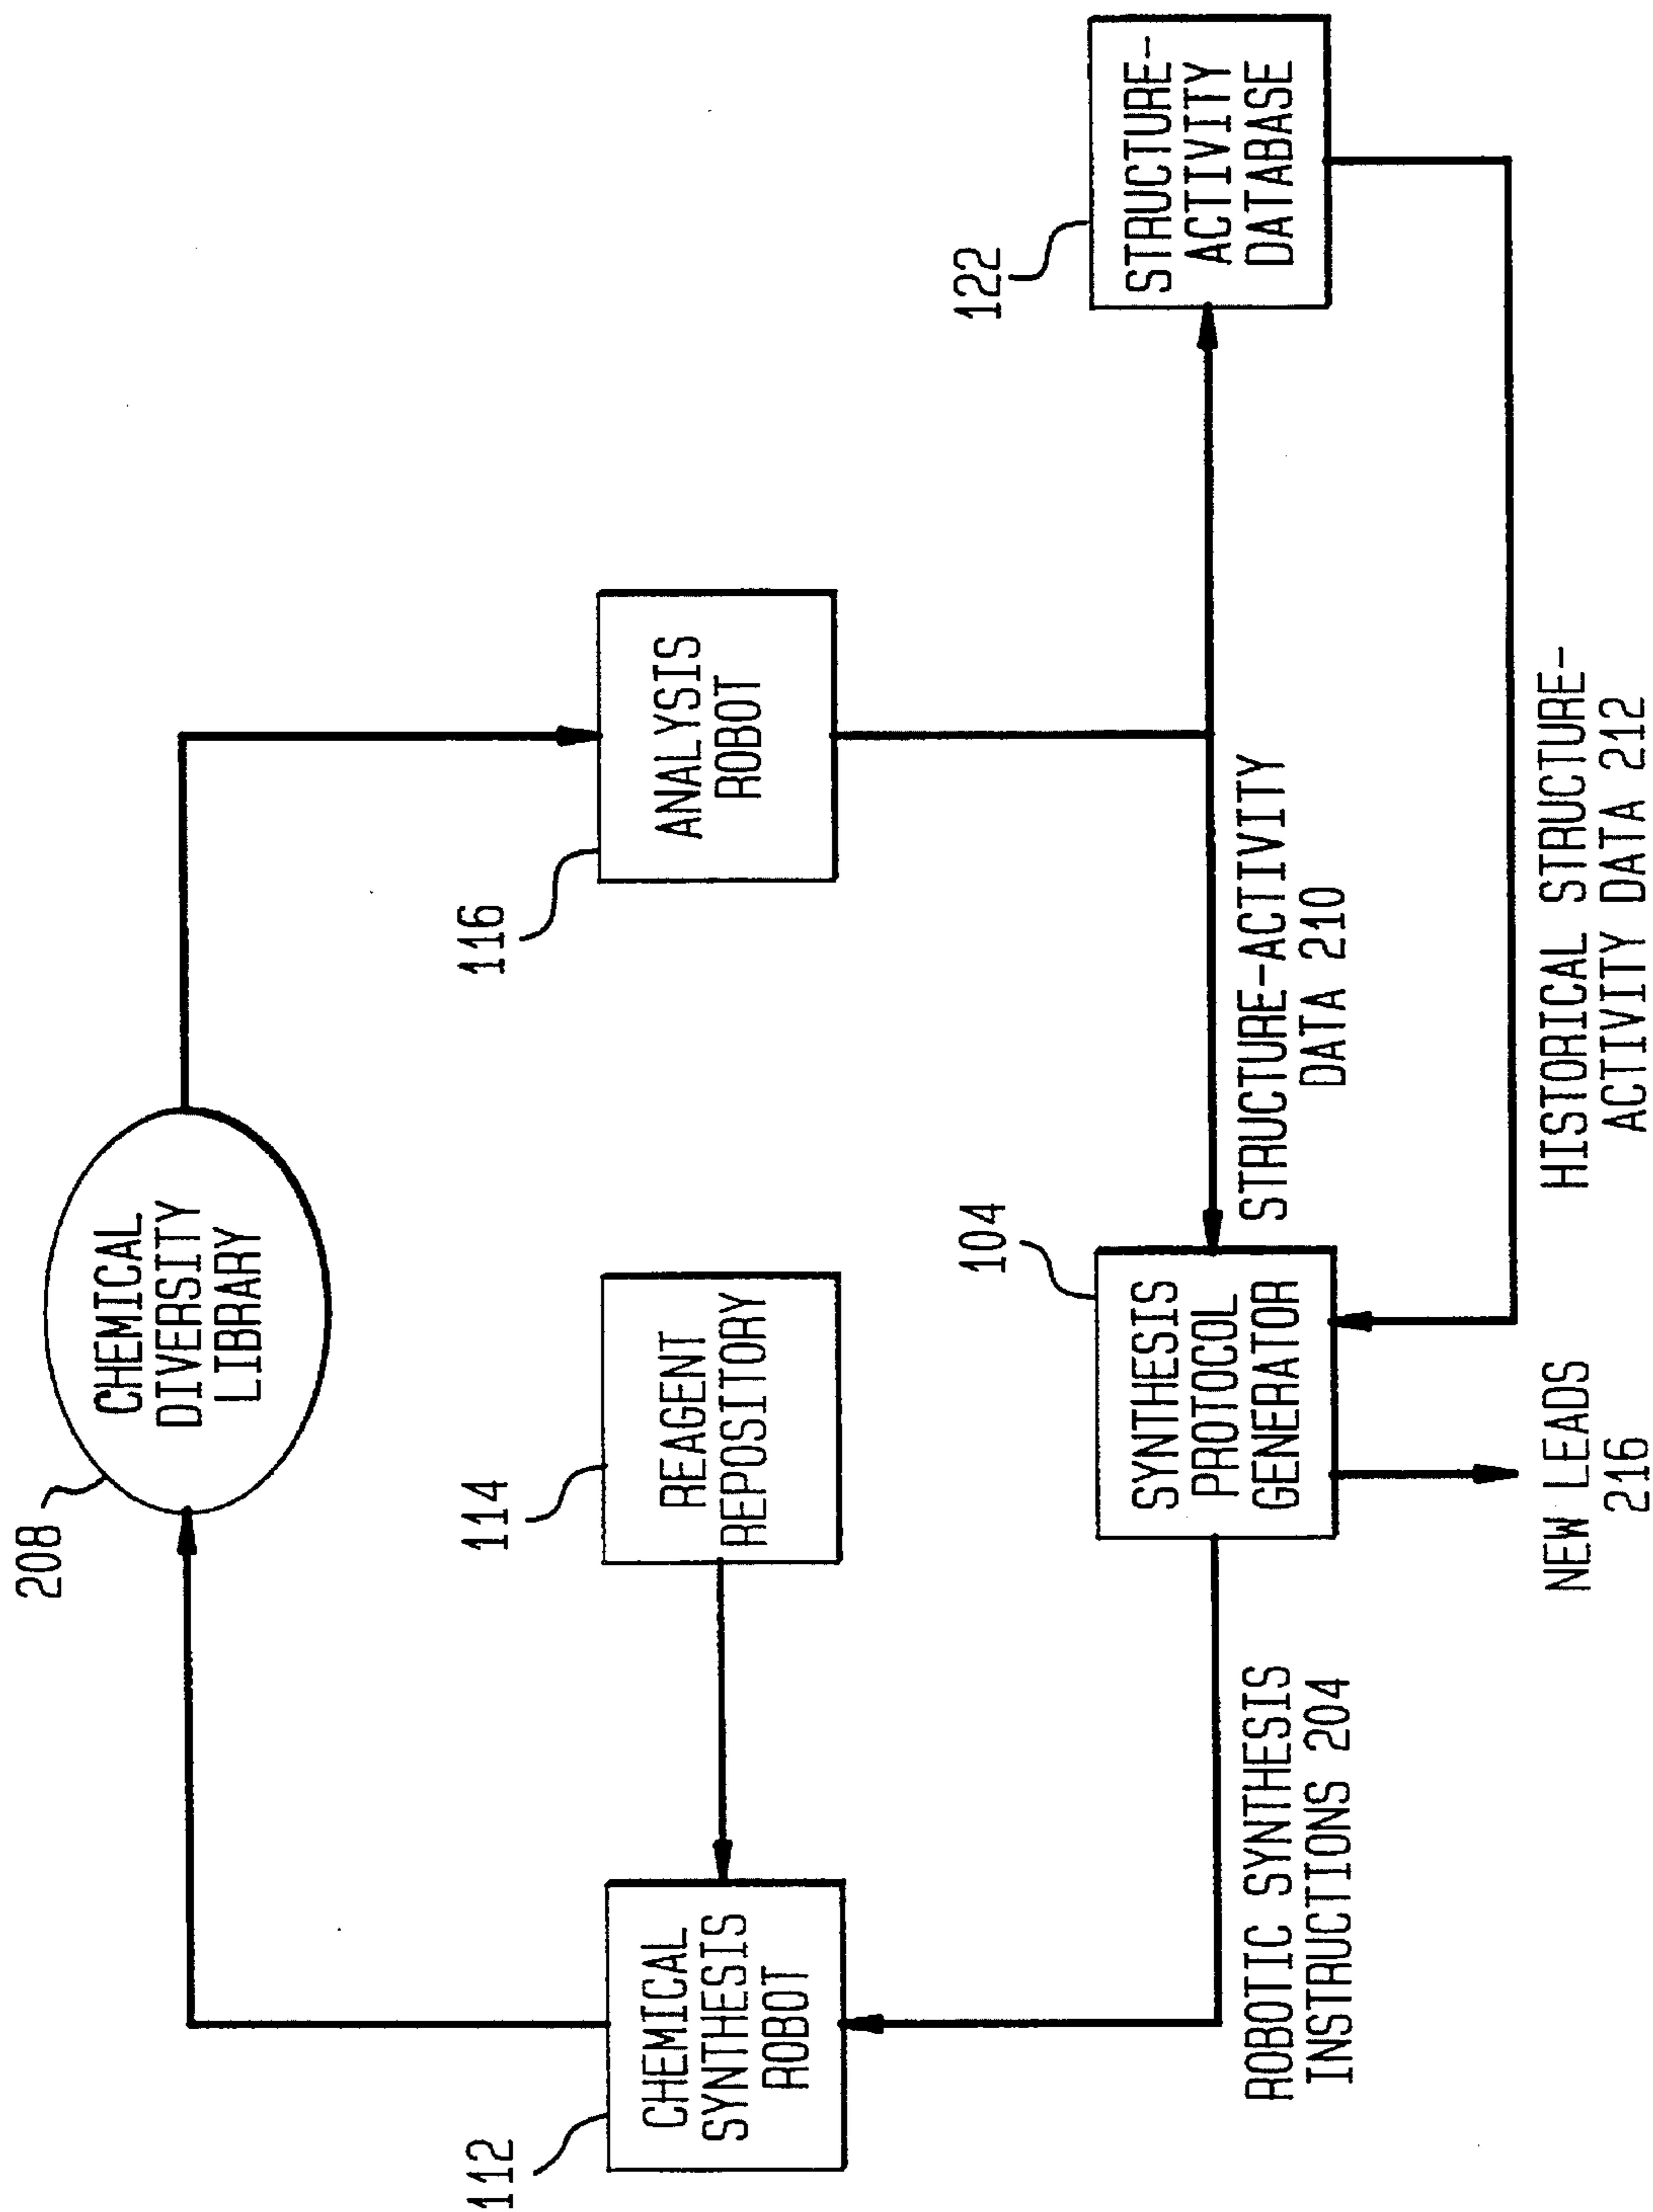 208
CHEMICAL
DIVERSITY
LIBRARY
112
CHEMICAL
SYNTHESIS
ROBOT
114
REAGENT
REPOSITORY
116
ANALYSIS
ROBOT
104
SYNTHESIS
PROTOCOL
GENERATOR
122
STRUCTURE-
ACTIVITY
DATABASE
ROBOTIC SYNTHESIS
INSTRUCTIONS 204
STRUCTURE-ACTIVITY
DATA 210
NEW LEADS
216
HISTORICAL STRUCTURE-
ACTIVITY DATA 212